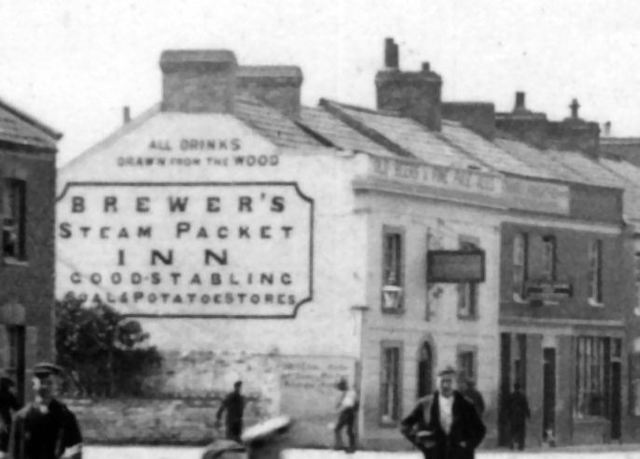 ALL DRINKS
DRAWN FROM THE WOOD
BREWER'S
STEAM PACKET
INN
GOOD·STABLING
COAL & POTATOE STORES